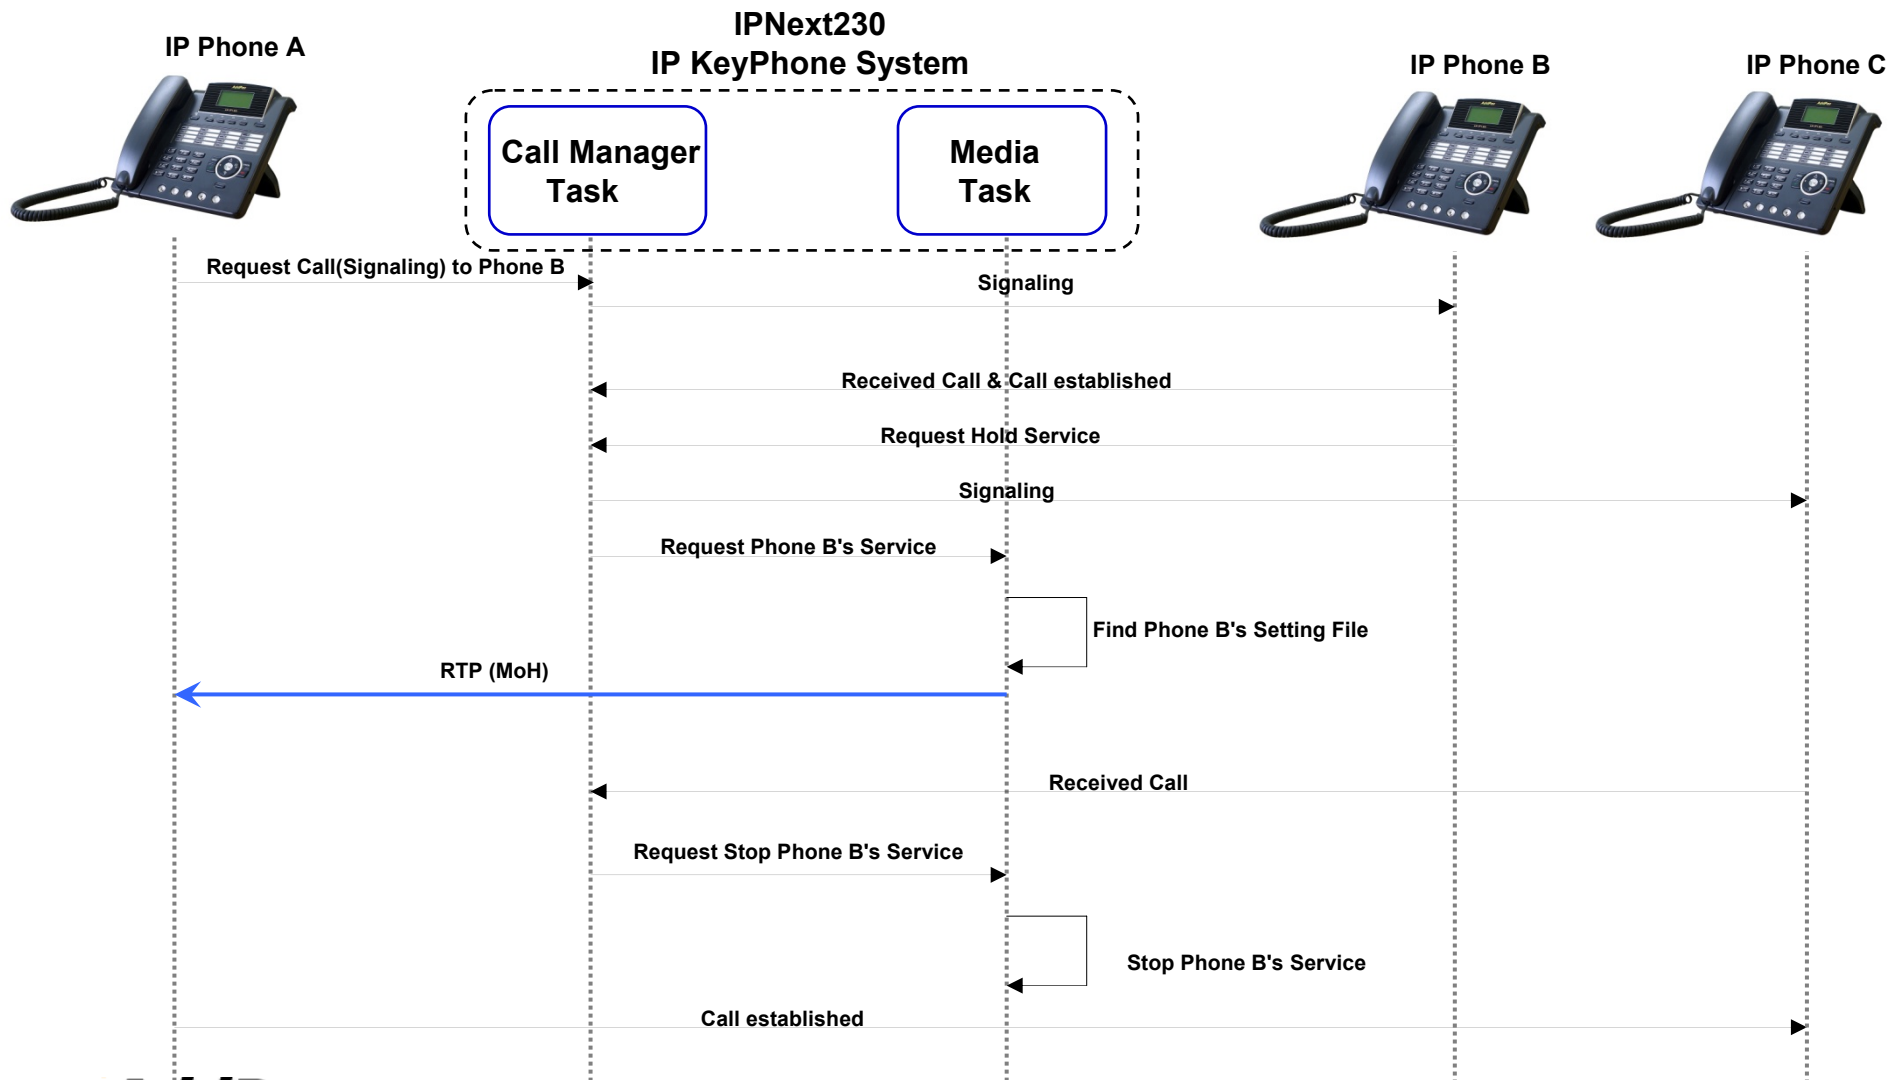 IPNext230
IP KeyPhone System
IP Phone A
IP Phone B
IP Phone C
Call Manager
Task
Media
Task
Request Call(Signaling) to Phone B
Signaling
Received Call & Call established
Request Hold Service
Signaling
Request Phone B's Service
Find Phone B's Setting File
RTP (MoH)
Received Call
Request Stop Phone B's Service
Stop Phone B's Service
Call established